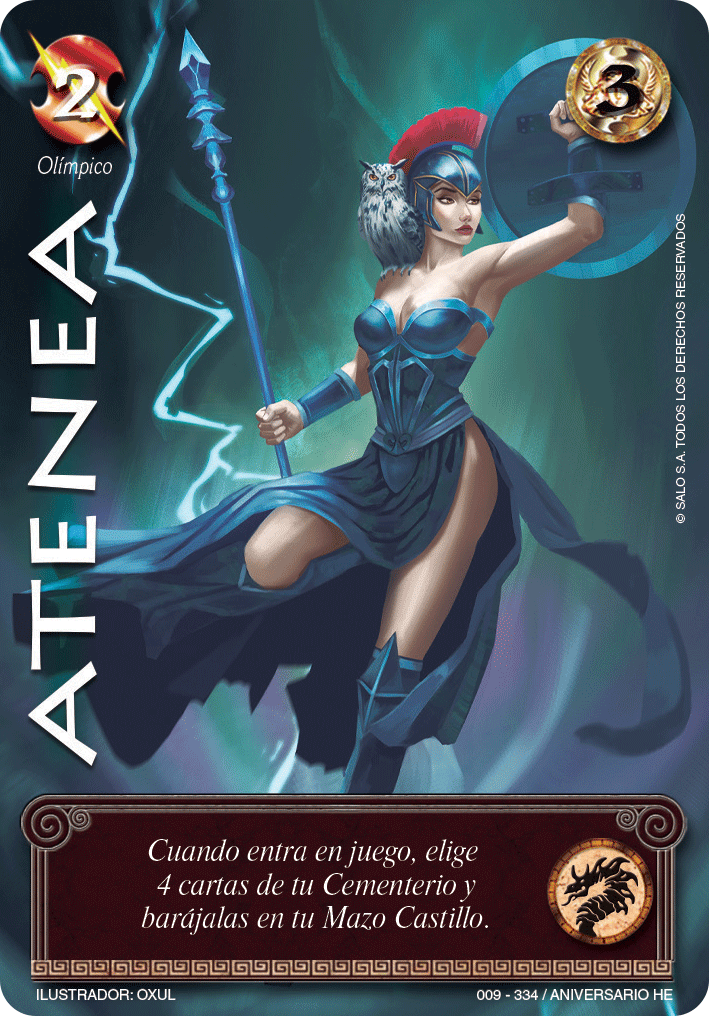 2
3
Olímpico
ATENEA
© SALO S.A. TODOS LOS DERECHOS RESERVADOS
Cuando entra en juego, elige
4 cartas de tu Cementerio y
barájalas en tu Mazo Castillo.
ILUSTRADOR: OXUL
009 - 334 / ANIVERSARIO HE